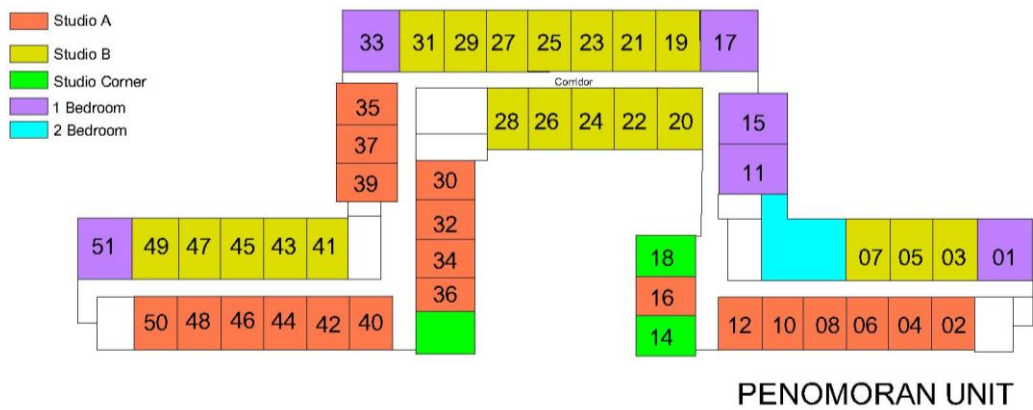 Studio A
Studio B
Studio Corner
1 Bedroom
2 Bedroom
33 31 29 27 25 23 21 19 17
Corridor
35 28 26 24 22 20 15
37
39 30 11
32
51 49 47 45 43 41 18 07 05 03 01
34
36 16
50 48 46 44 42 40 14 12 10 08 06 04 02
PENOMORAN UNIT